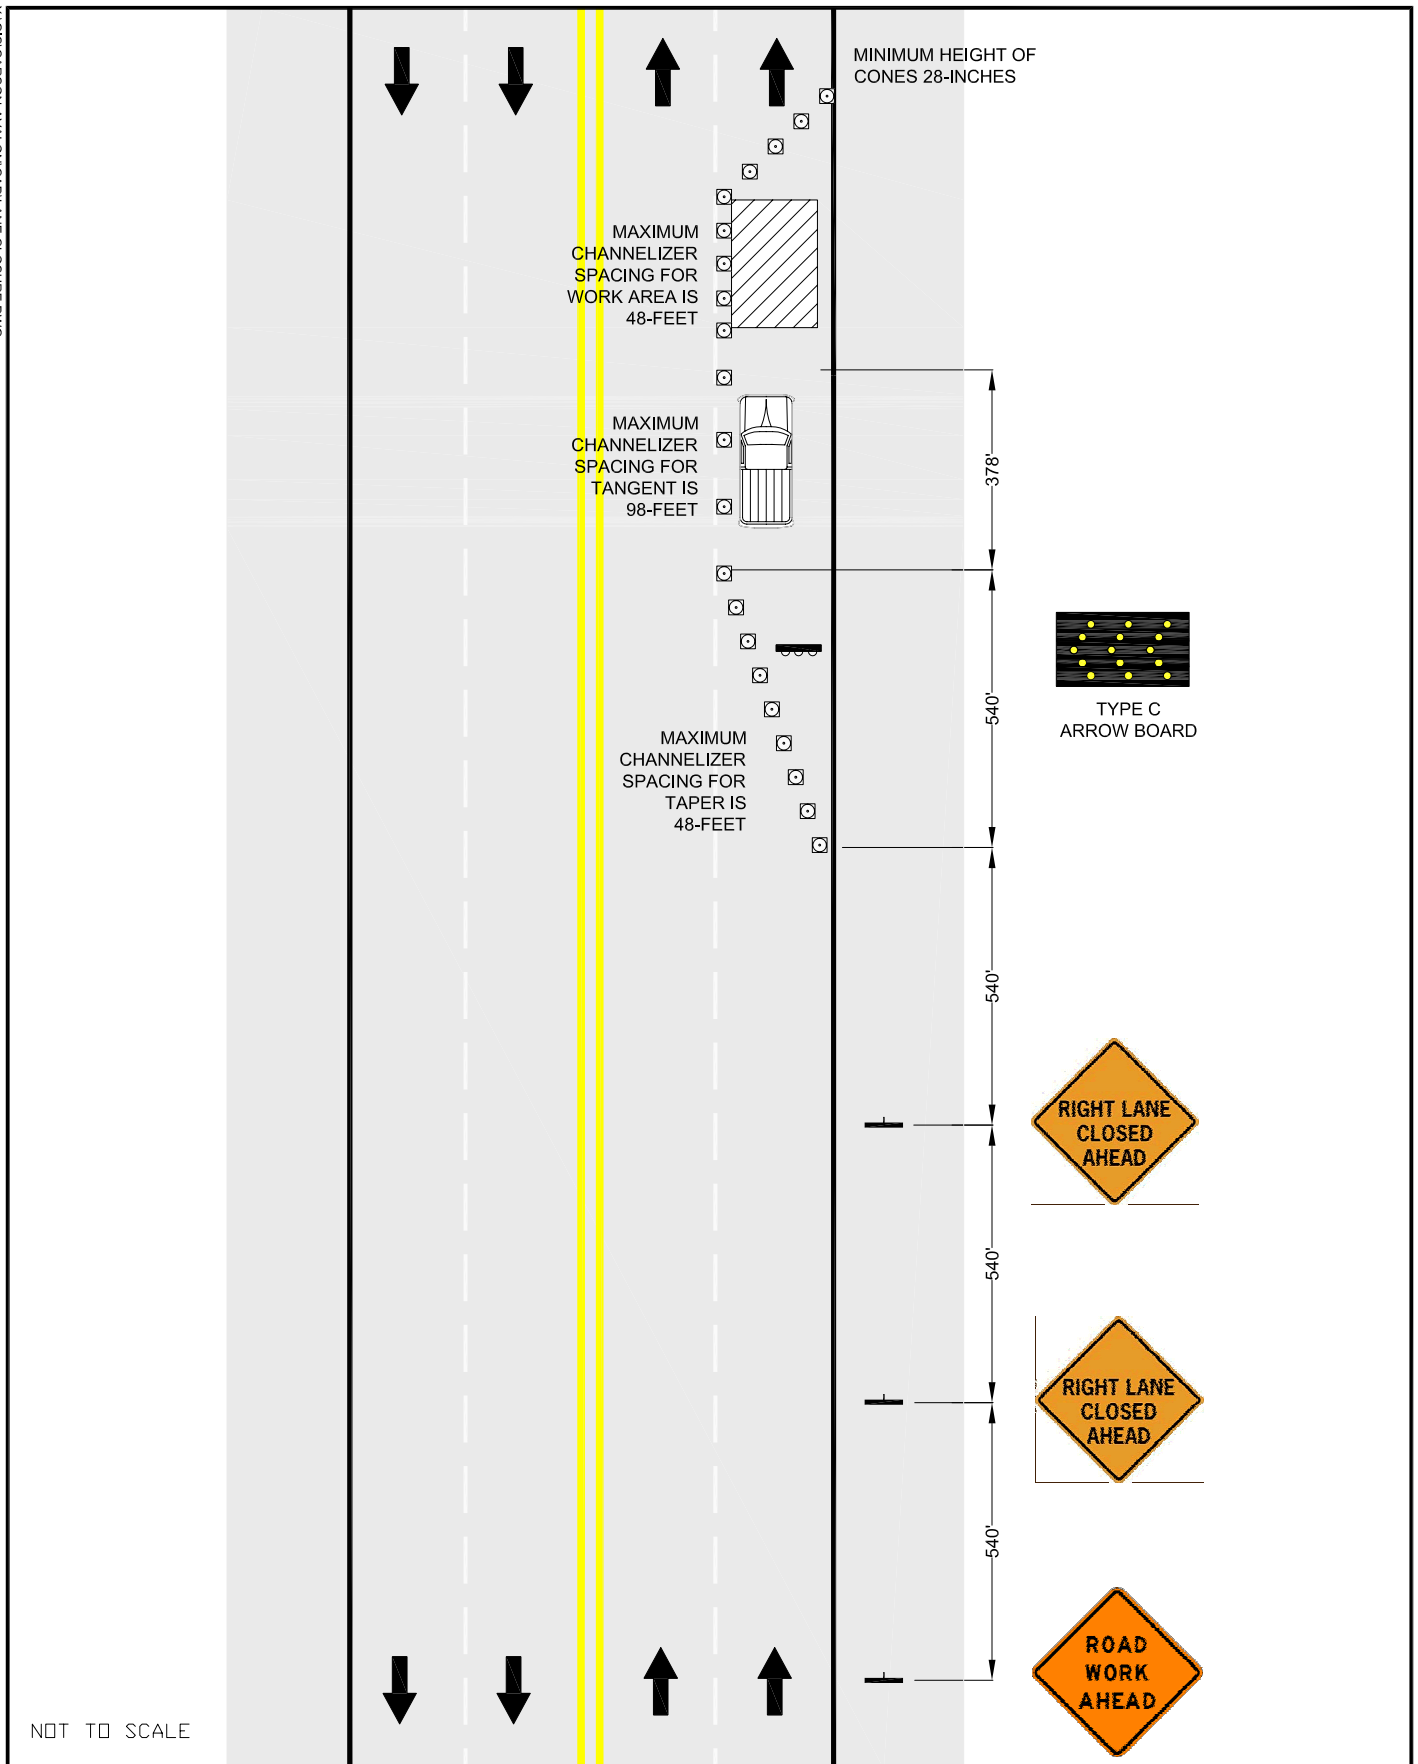 MINIMUM HEIGHT OF
CONES 28-INCHES
MAXIMUM
CHANNELIZER
SPACING FOR
WORK AREA IS
48-FEET
MAXIMUM
CHANNELIZER
SPACING FOR
TANGENT IS
98-FEET
378'
540'
TYPE C
ARROW BOARD
MAXIMUM
CHANNELIZER
SPACING FOR
TAPER IS
48-FEET
540'
RIGHT LANE
CLOSED
AHEAD
540'
RIGHT LANE
CLOSED
AHEAD
540'
ROAD
WORK
AHEAD
NOT TO SCALE